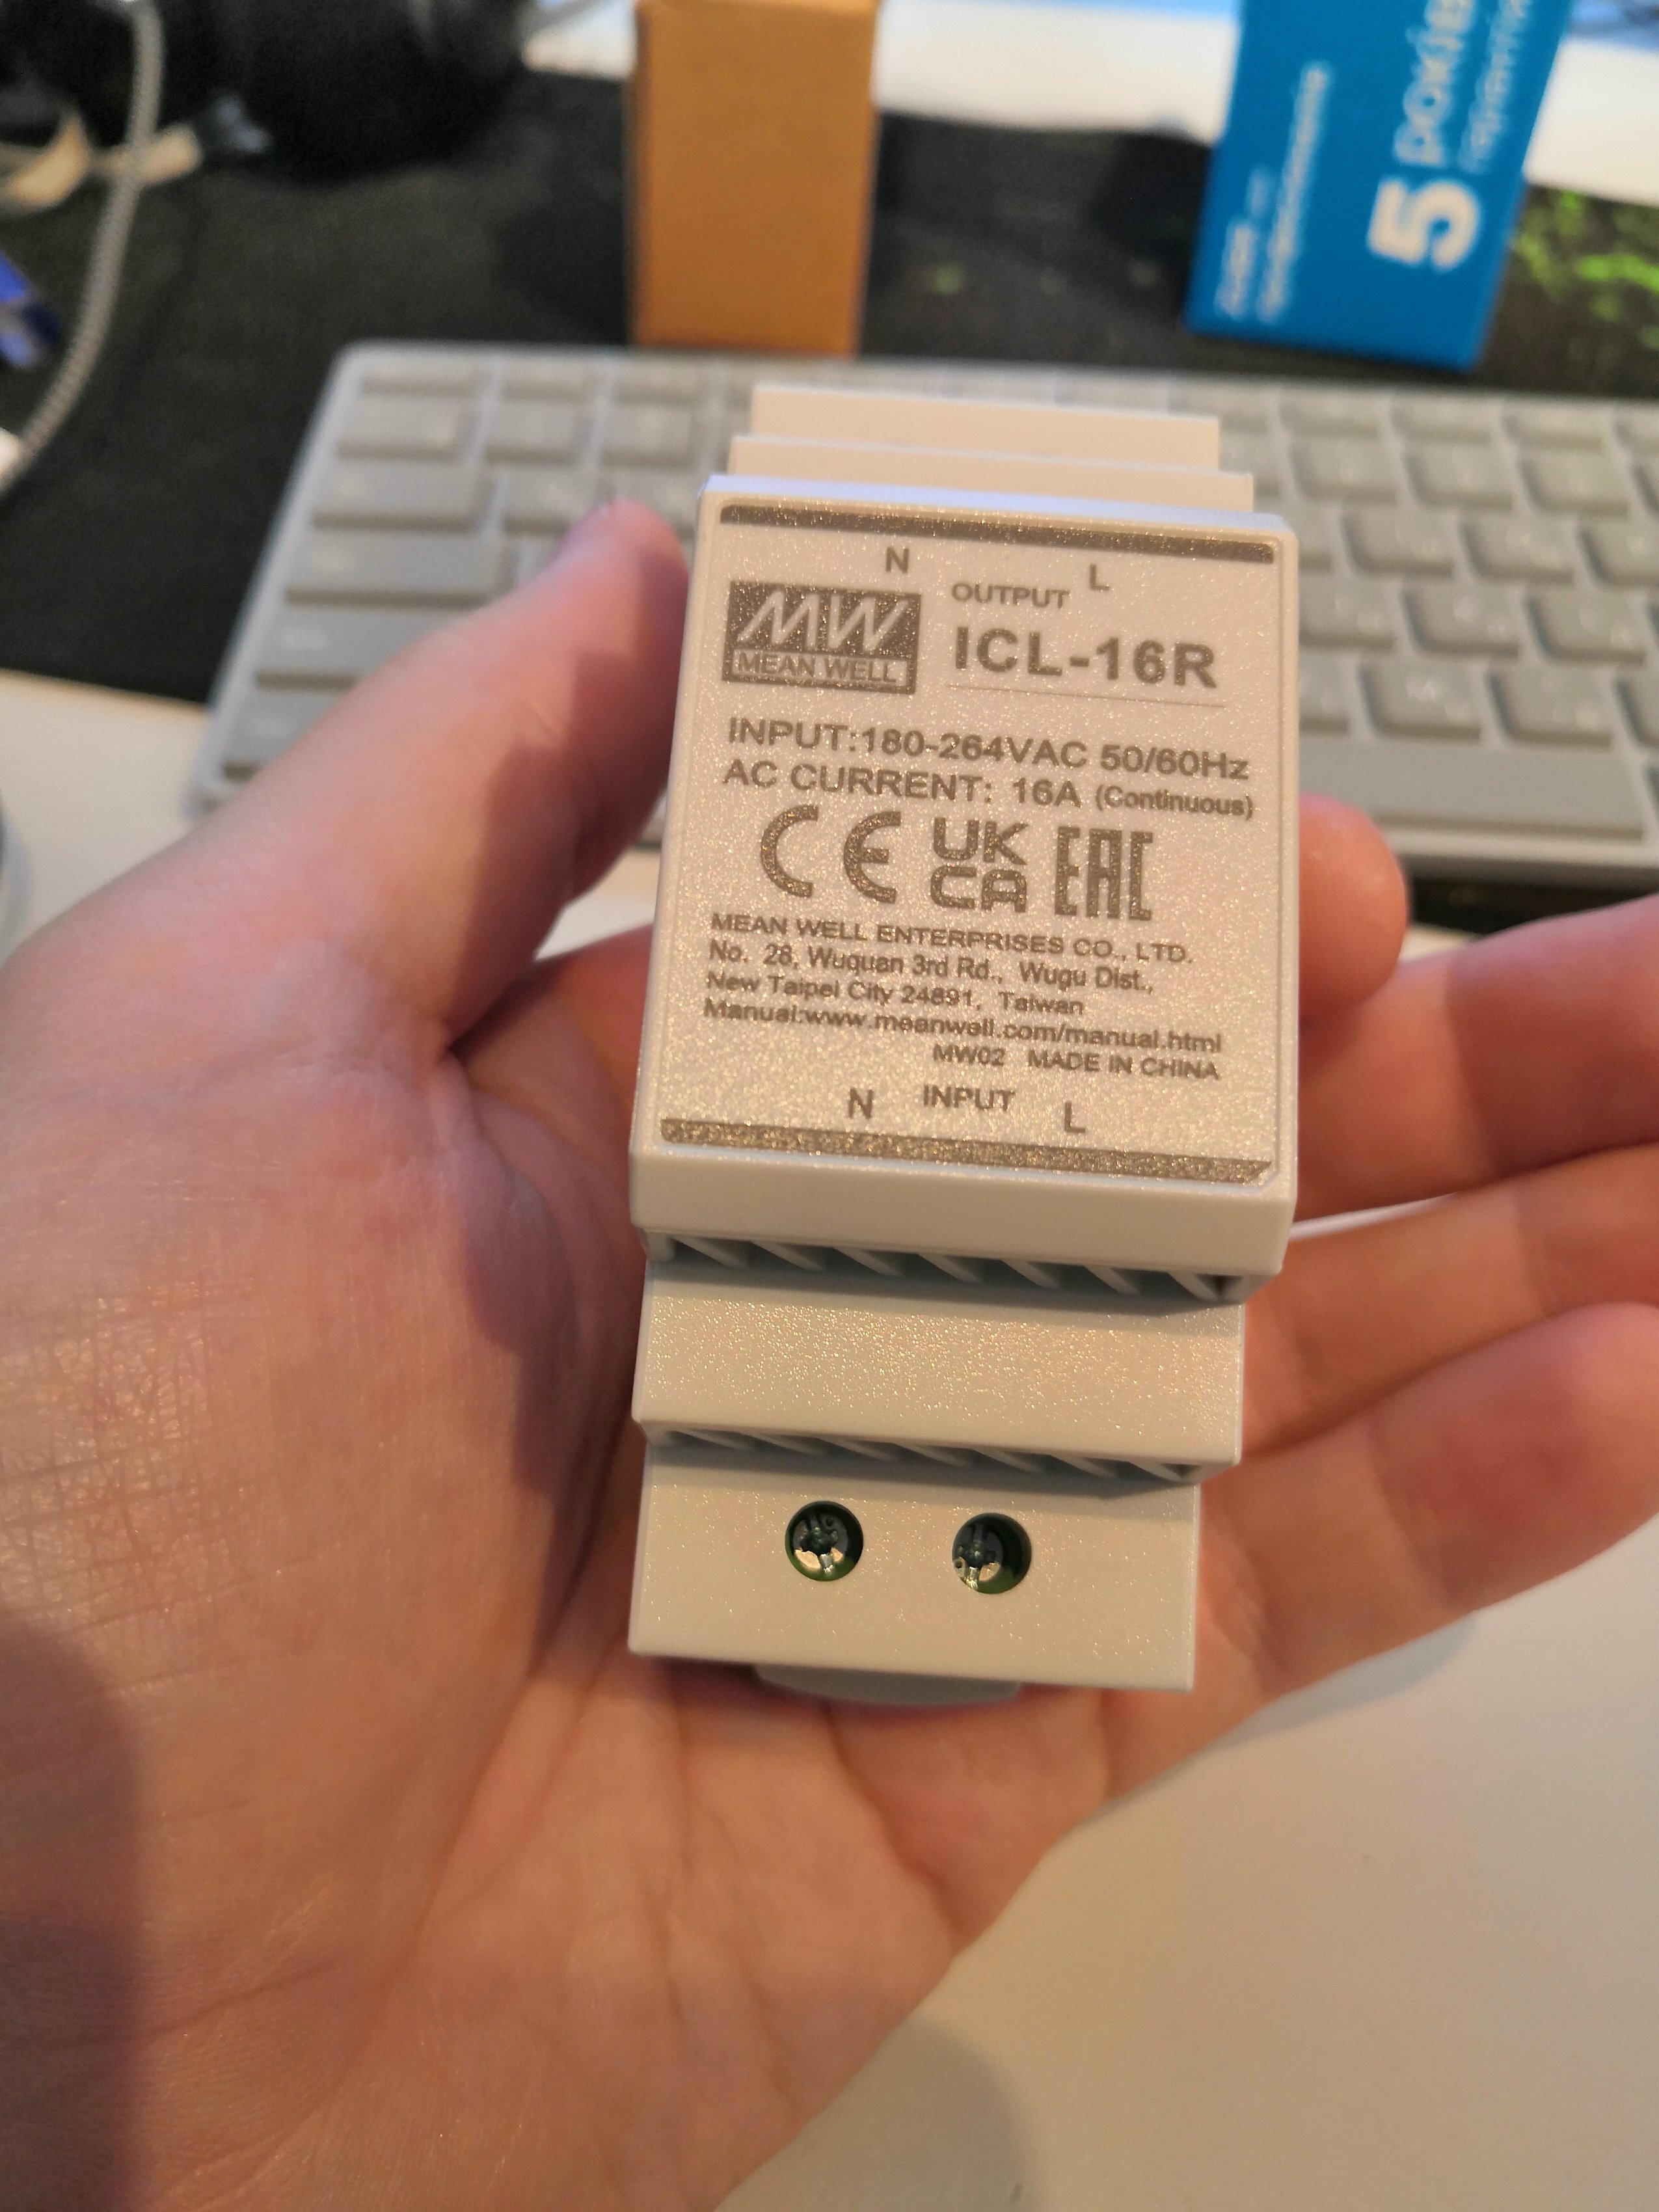 5 років
гарантія
N
L
OUTPUT
MW
MEAN WELL
ICL-16R
INPUT:180-264VAC 50/60Hz
AC CURRENT: 16A (Continuous)
CE UK CA EAC
MEAN WELL ENTERPRISES CO., LTD.
No. 28, Wuquan 3rd Rd., Wugu Dist.,
New Taipei City 24891, Taiwan
Manual:www.meanwell.com/manual.html
MW02 MADE IN CHINA
N INPUT L